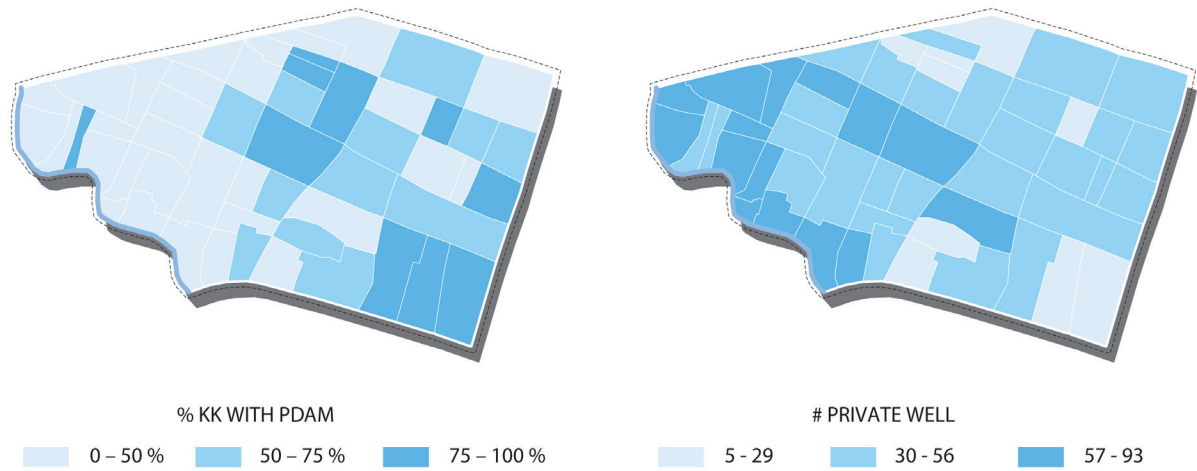 % KK WITH PDAM
0 – 50 %
50 – 75 %
75 – 100 %
# PRIVATE WELL
5 - 29
30 - 56
57 - 93